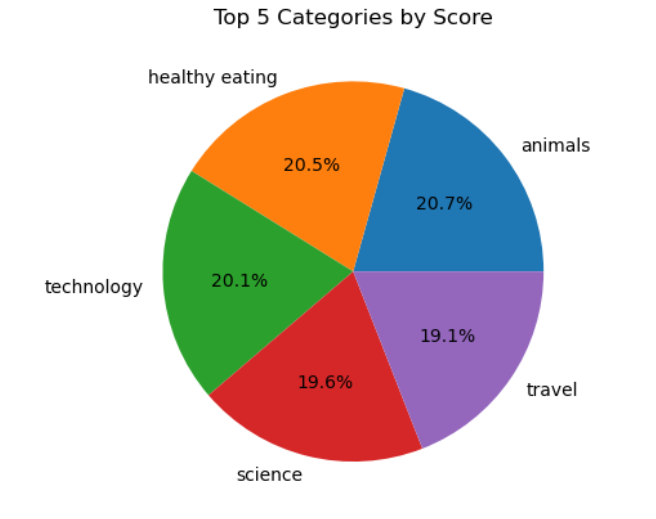 Top 5 Categories by Score
healthy eating
animals
20.5%
20.7%
technology
20.1%
19.1%
19.6%
travel
science